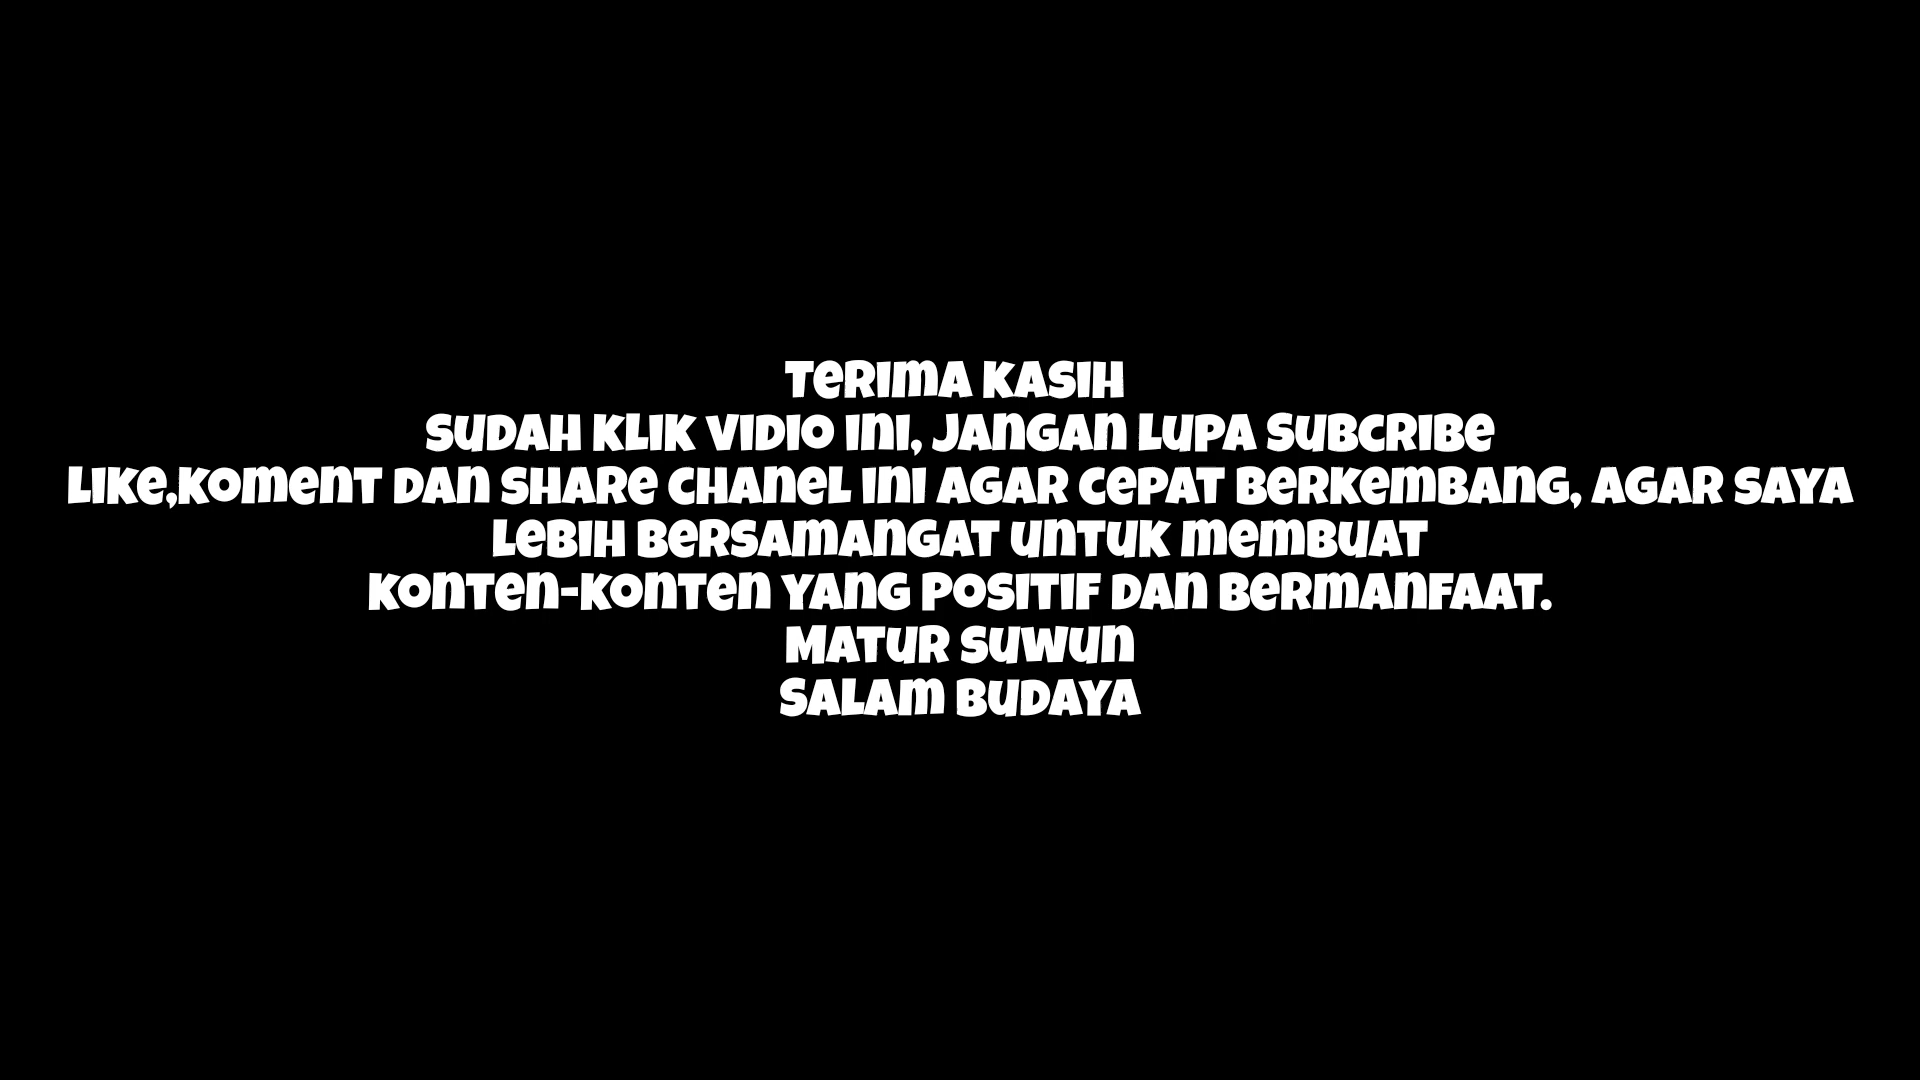 Terima kasih
sudah klik vidio ini, jangan lupa subcribe
like,koment dan share chanel ini agar cepat berkembang, agar saya
lebih bersamangat untuk membuat
konten-konten yang positif dan bermanfaat.
Matur suwun
salam budaya